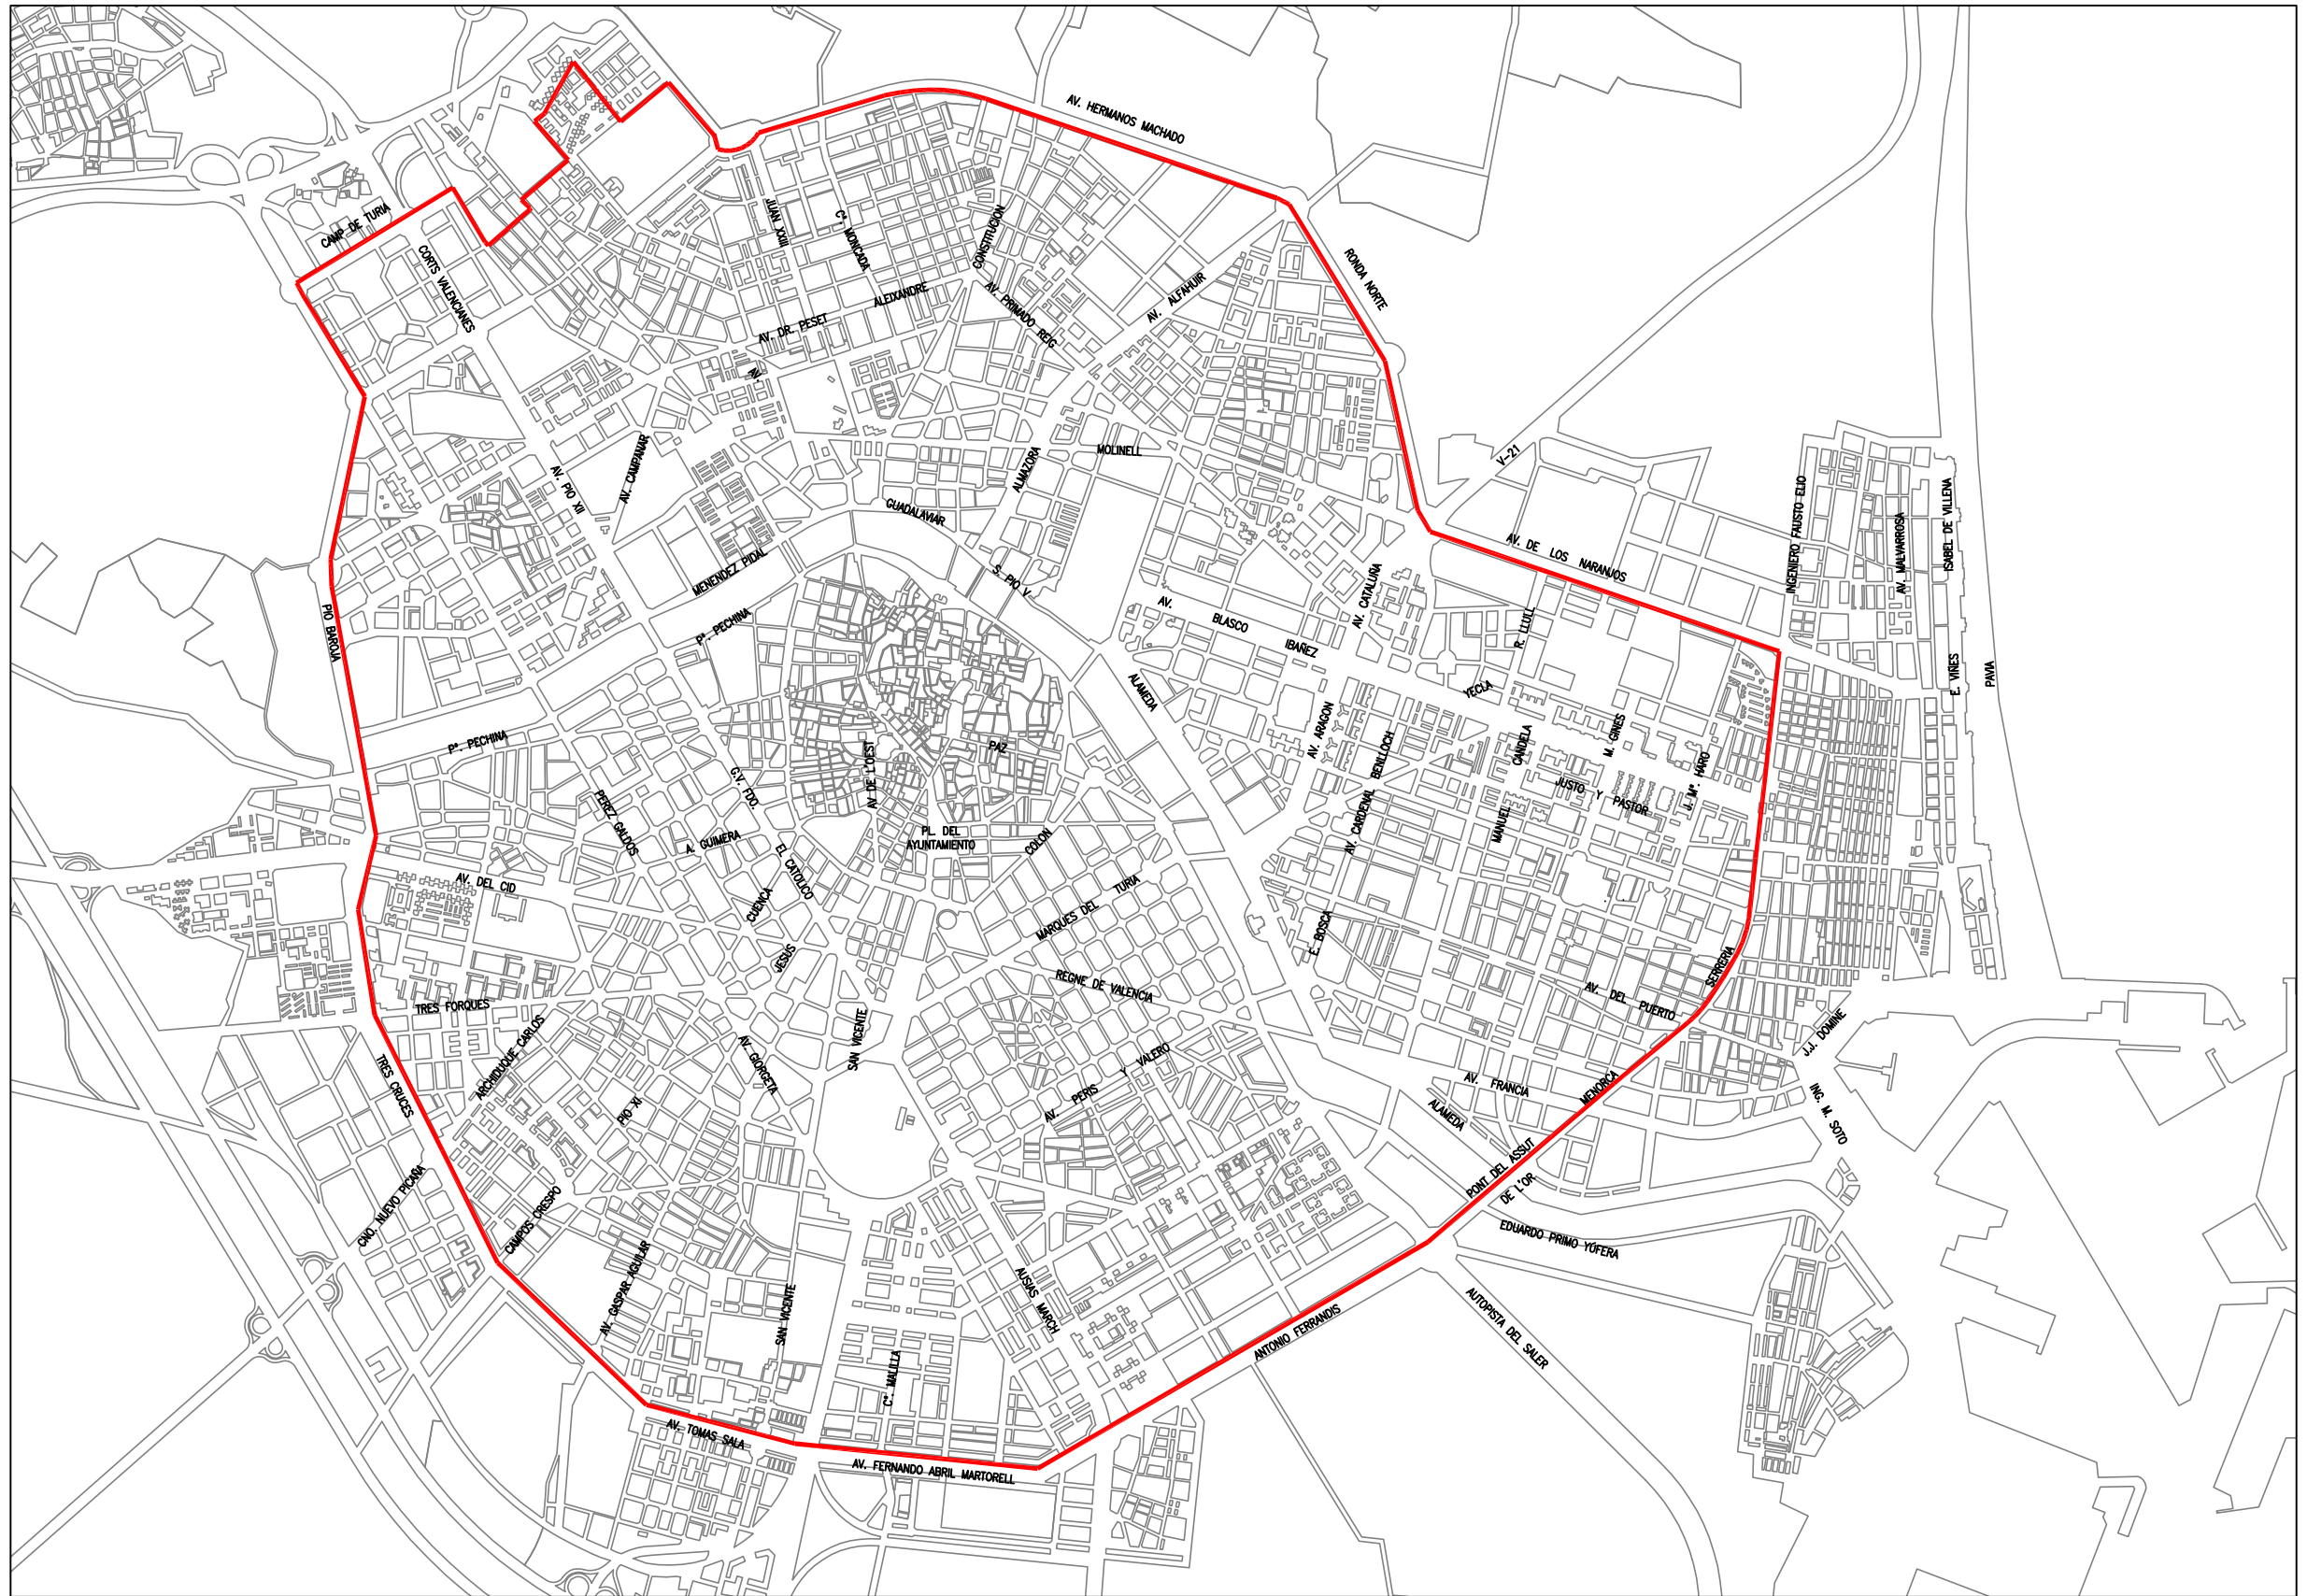 AV. HERMANOS MACHADO
CAMP DE TURIA
CORTS VALENCIANES
JUAN XXIII
Cº. MONCADA
CONSTITUCION
RONDA NORTE
AV. DR. PESET
ALEIXANDRE
AV. PRIMADO REIG
AV. ALFAHUIR
AV.
AV. PIO XII
AV. CAMPANAR
ALMAZORA
MOLINELL
V-21
GUADALAVIAR
INGENIERO FAUSTO ELIO
AV. MALVARROSA
ISABEL DE VILLENA
MENENDEZ PIDAL
S. PIO V
AV. DE LOS NARANJOS
PIO BAROJA
Pº. PECHINA
AV. BLASCO IBAÑEZ
AV. CATALUÑA
R. LLULL
YECLA
E. VIÑES
PAVIA
ALAMEDA
Pº. PECHINA
AV DE L'OEST
PAZ
AV. ARAGON
AV. CARDENAL BENLLOCH
MANUEL CANDELA
M. GINES
J. Mª. HARO
JUSTO Y PASTOR
PEREZ GALDOS
G.V. FDO. EL CATOLICO
A. GUIMERA
PL. DEL
AYUNTAMIENTO
COLON
AV. DEL CID
CUENCA
MARQUES DEL TURIA
E. BOSCA
JESUS
REGNE DE VALENCIA
SERRERIA
AV. DEL PUERTO
TRES FORQUES
ARCHIDUQUE CARLOS
SAN VICENTE
AV. GIORGETA
J.J. DOMINE
TRES CRUCES
PIO XI
AV. PERIS Y VALERO
AV. FRANCIA
MENORCA
ALAMEDA
ING. M. SOTO
CNO. NUEVO PICAÑA
CAMPOS CRESPO
PONT DEL ASSUT
DE L'OR
EDUARDO PRIMO YÚFERA
AV. GASPAR AGUILAR
SAN VICENTE
AUSIAS MARCH
ANTONIO FERRANDIS
AUTOPISTA DEL SALER
Cº. MALILLA
AV. TOMAS SALA
AV. FERNANDO ABRIL MARTORELL